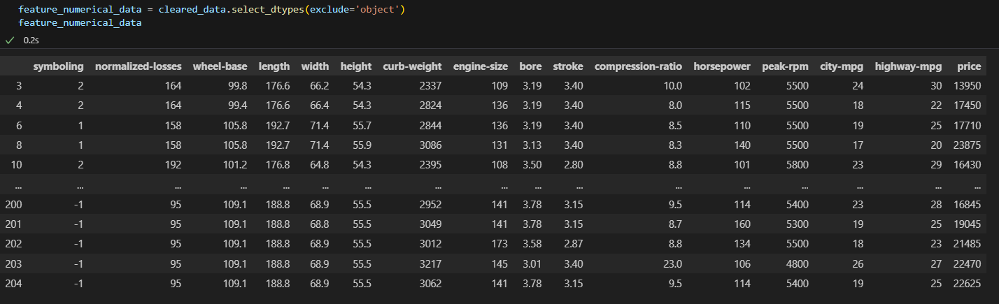 feature_numerical_data = cleared_data.select_dtypes(exclude='object')
feature_numerical_data
0.2s
symboling normalized-losses wheel-base length width height curb-weight engine-size bore stroke compression-ratio horsepower peak-rpm city-mpg highway-mpg price
3 2 164 99.8 176.6 66.2 54.3 2337 109 3.19 3.40 10.0 102 5500 24 30 13950
4 2 164 99.4 176.6 66.4 54.3 2824 136 3.19 3.40 8.0 115 5500 18 22 17450
6 1 158 105.8 192.7 71.4 55.7 2844 136 3.19 3.40 8.5 110 5500 19 25 17710
8 1 158 105.8 192.7 71.4 55.9 3086 131 3.13 3.40 8.3 140 5500 17 20 23875
10 2 192 101.2 176.8 64.8 54.3 2395 108 3.50 2.80 8.8 101 5800 23 29 16430
... ... ... ... ... ... ... ... ... ... ... ... ... ... ... ... ...
200 -1 95 109.1 188.8 68.9 55.5 2952 141 3.78 3.15 9.5 114 5400 23 28 16845
201 -1 95 109.1 188.8 68.8 55.5 3049 141 3.78 3.15 8.7 160 5300 19 25 19045
202 -1 95 109.1 188.8 68.9 55.5 3012 173 3.58 2.87 8.8 134 5500 18 23 21485
203 -1 95 109.1 188.8 68.9 55.5 3217 145 3.01 3.40 23.0 106 4800 26 27 22470
204 -1 95 109.1 188.8 68.9 55.5 3062 141 3.78 3.15 9.5 114 5400 19 25 22625